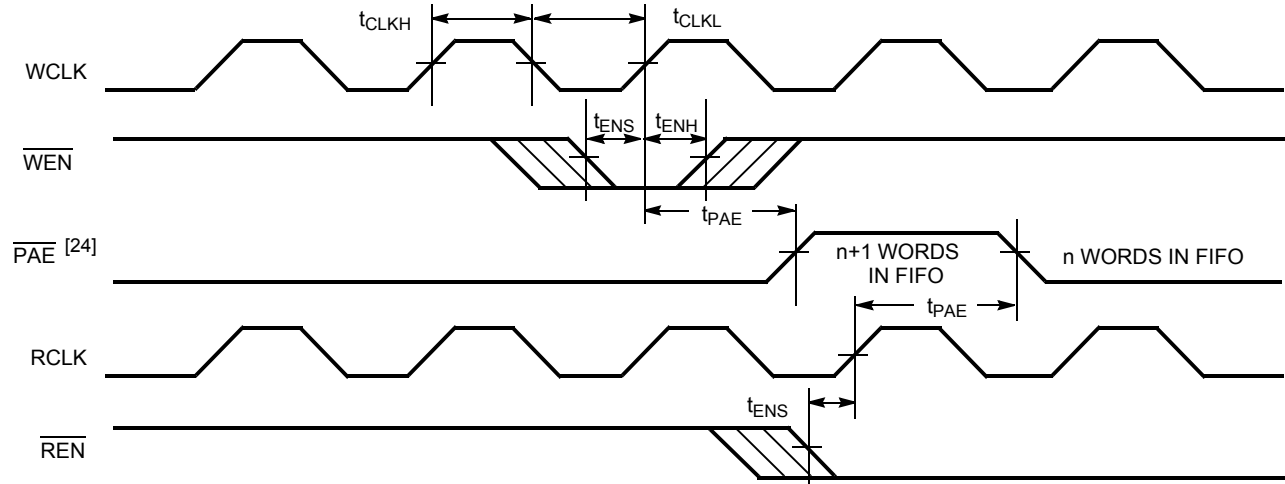 tCLKH
tCLKL
WCLK
tENS
tENH
WEN
tPAE
PAE [24]
n+1 WORDS
IN FIFO
n WORDS IN FIFO
tPAE
RCLK
tENS
REN